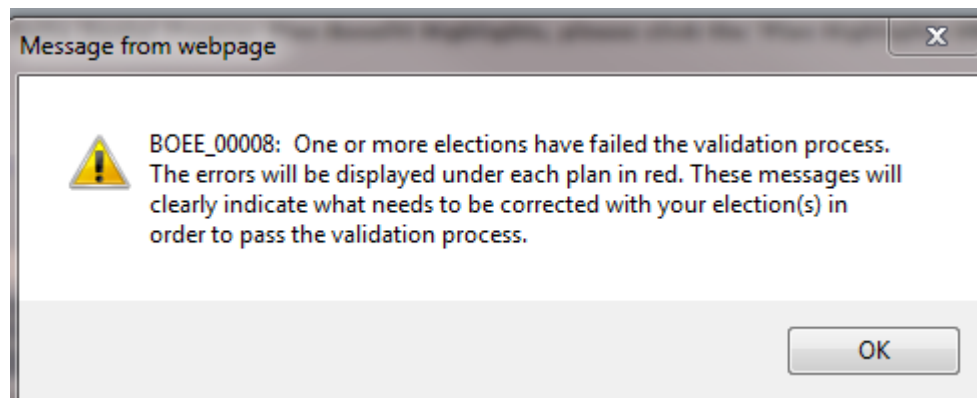 Message from webpage
BOEE_00008:  One or more elections have failed the validation process.
The errors will be displayed under each plan in red. These messages will
clearly indicate what needs to be corrected with your election(s) in
order to pass the validation process.
OK